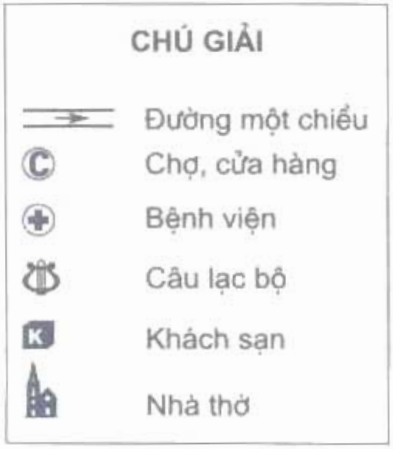 CHÚ GIẢI
Đường một chiều
C Chợ, cửa hàng
Bệnh viện
Câu lạc bộ
K Khách sạn
Nhà thờ